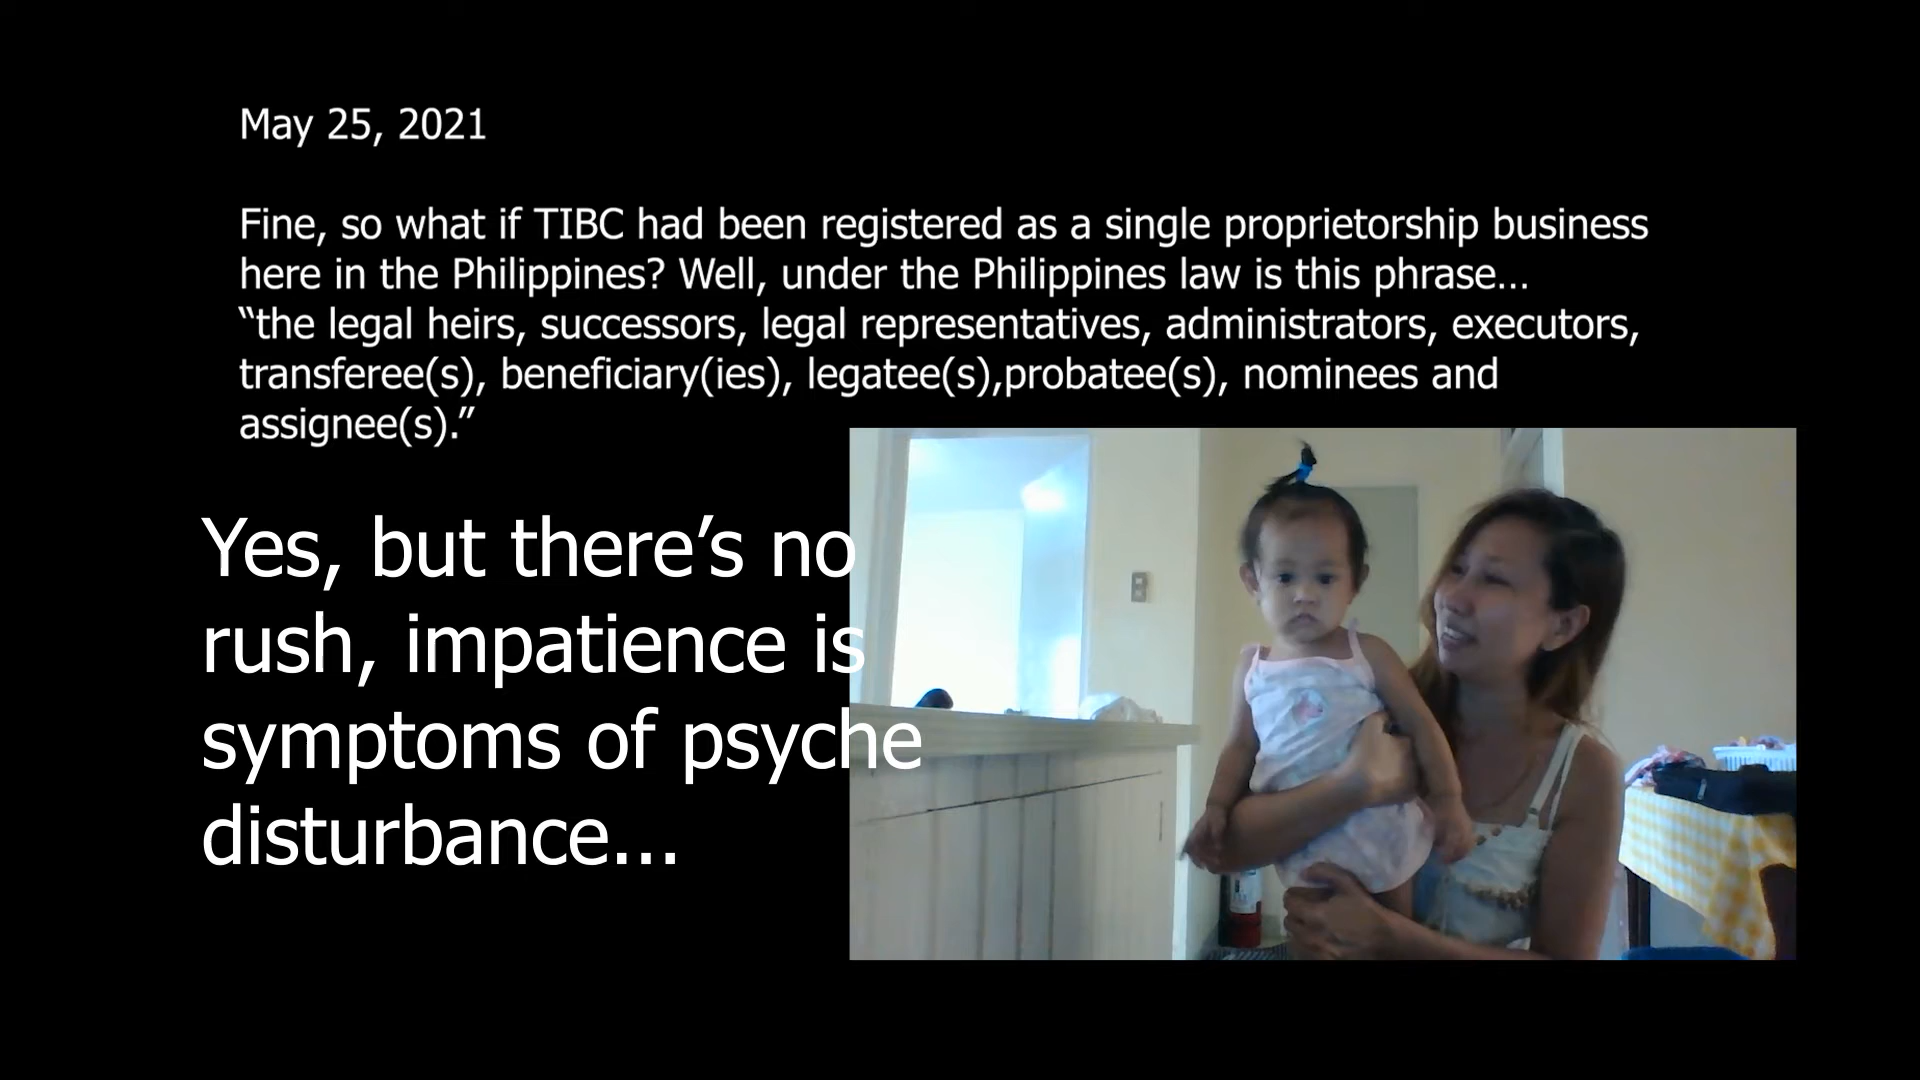 May 25, 2021
Fine, so what if TIBC had been registered as a single proprietorship business
here in the Philippines? Well, under the Philippines law is this phrase...
“the legal heirs, successors, legal representatives, administrators, executors,
transferee(s), beneficiary(ies), legatee(s),probatee(s), nominees and
assignee(s).”
Yes, but there’s no
rush, impatience is
symptoms of psyche
disturbance...